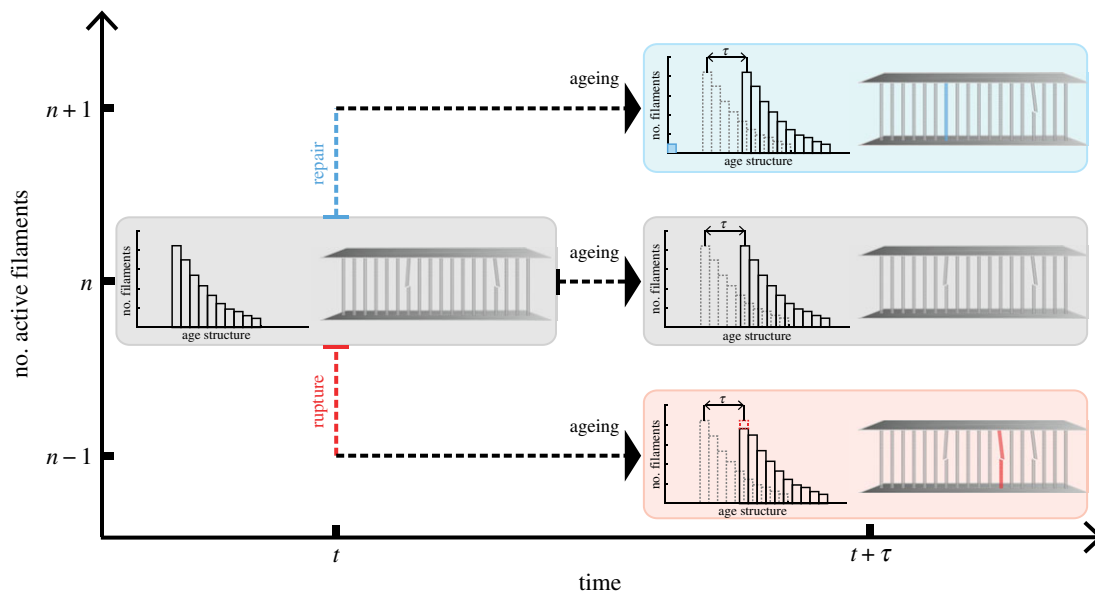 no. active filaments
n + 1
n
n – 1
repair
rupture
no. filaments
age structure
ageing
τ
no. filaments
age structure
ageing
τ
no. filaments
age structure
ageing
τ
no. filaments
age structure
t
t + τ
time